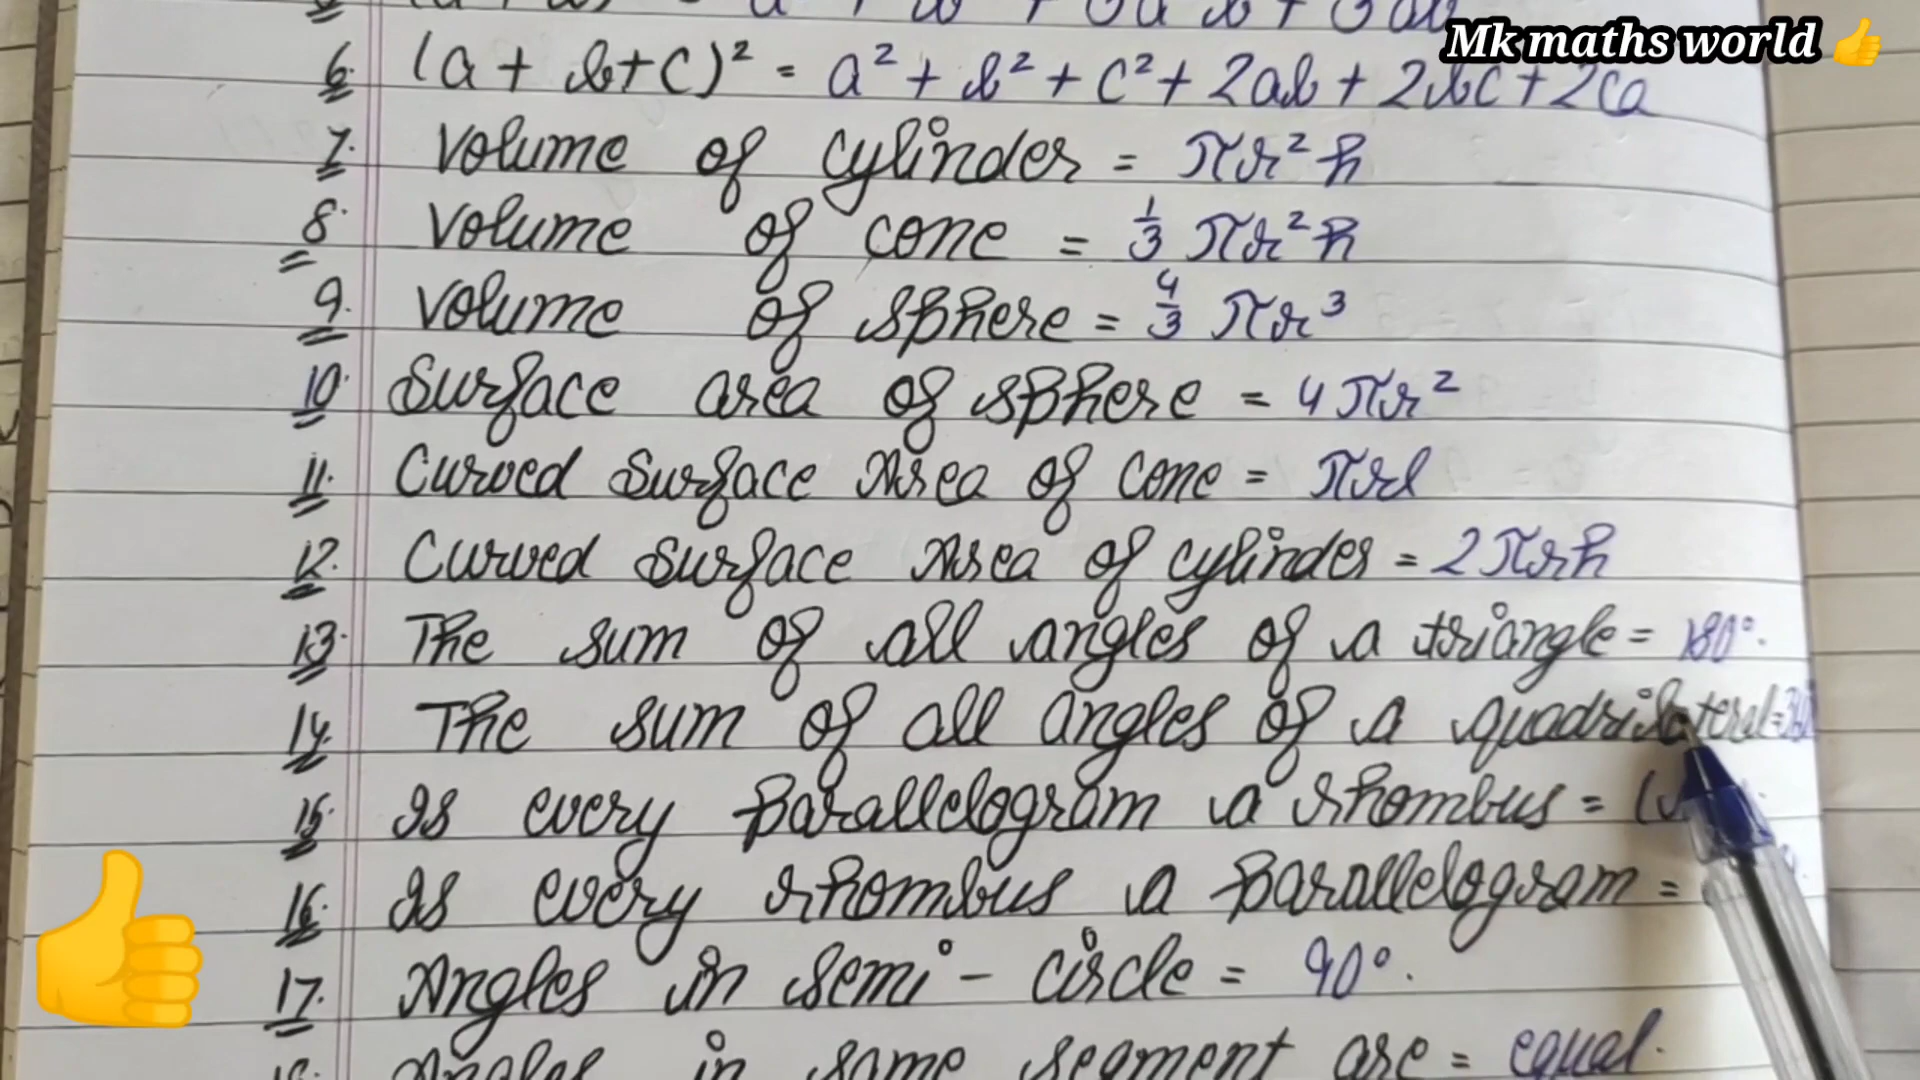 Mk maths world 👍
6. (a + b + c)² = a² + b² + c² + 2ab + 2bc + 2ca
7. Volume of cylinder = πr²h
8. Volume of cone = 1/3 πr²h
9. Volume of sphere = 4/3 πr³
10. Surface area of sphere = 4πr²
11. Curved Surface Area of cone = πrl
12. Curved Surface Area of cylinder = 2πrh
13. The sum of all angles of a triangle = 180°.
14. The sum of all angles of a quadrilateral = 360
15. Is every parallelogram a rhombus = (
16. Is every rhombus a parallelogram =
17. Angles in semi - circle = 90°.
18. Angles in same segment are = equal.